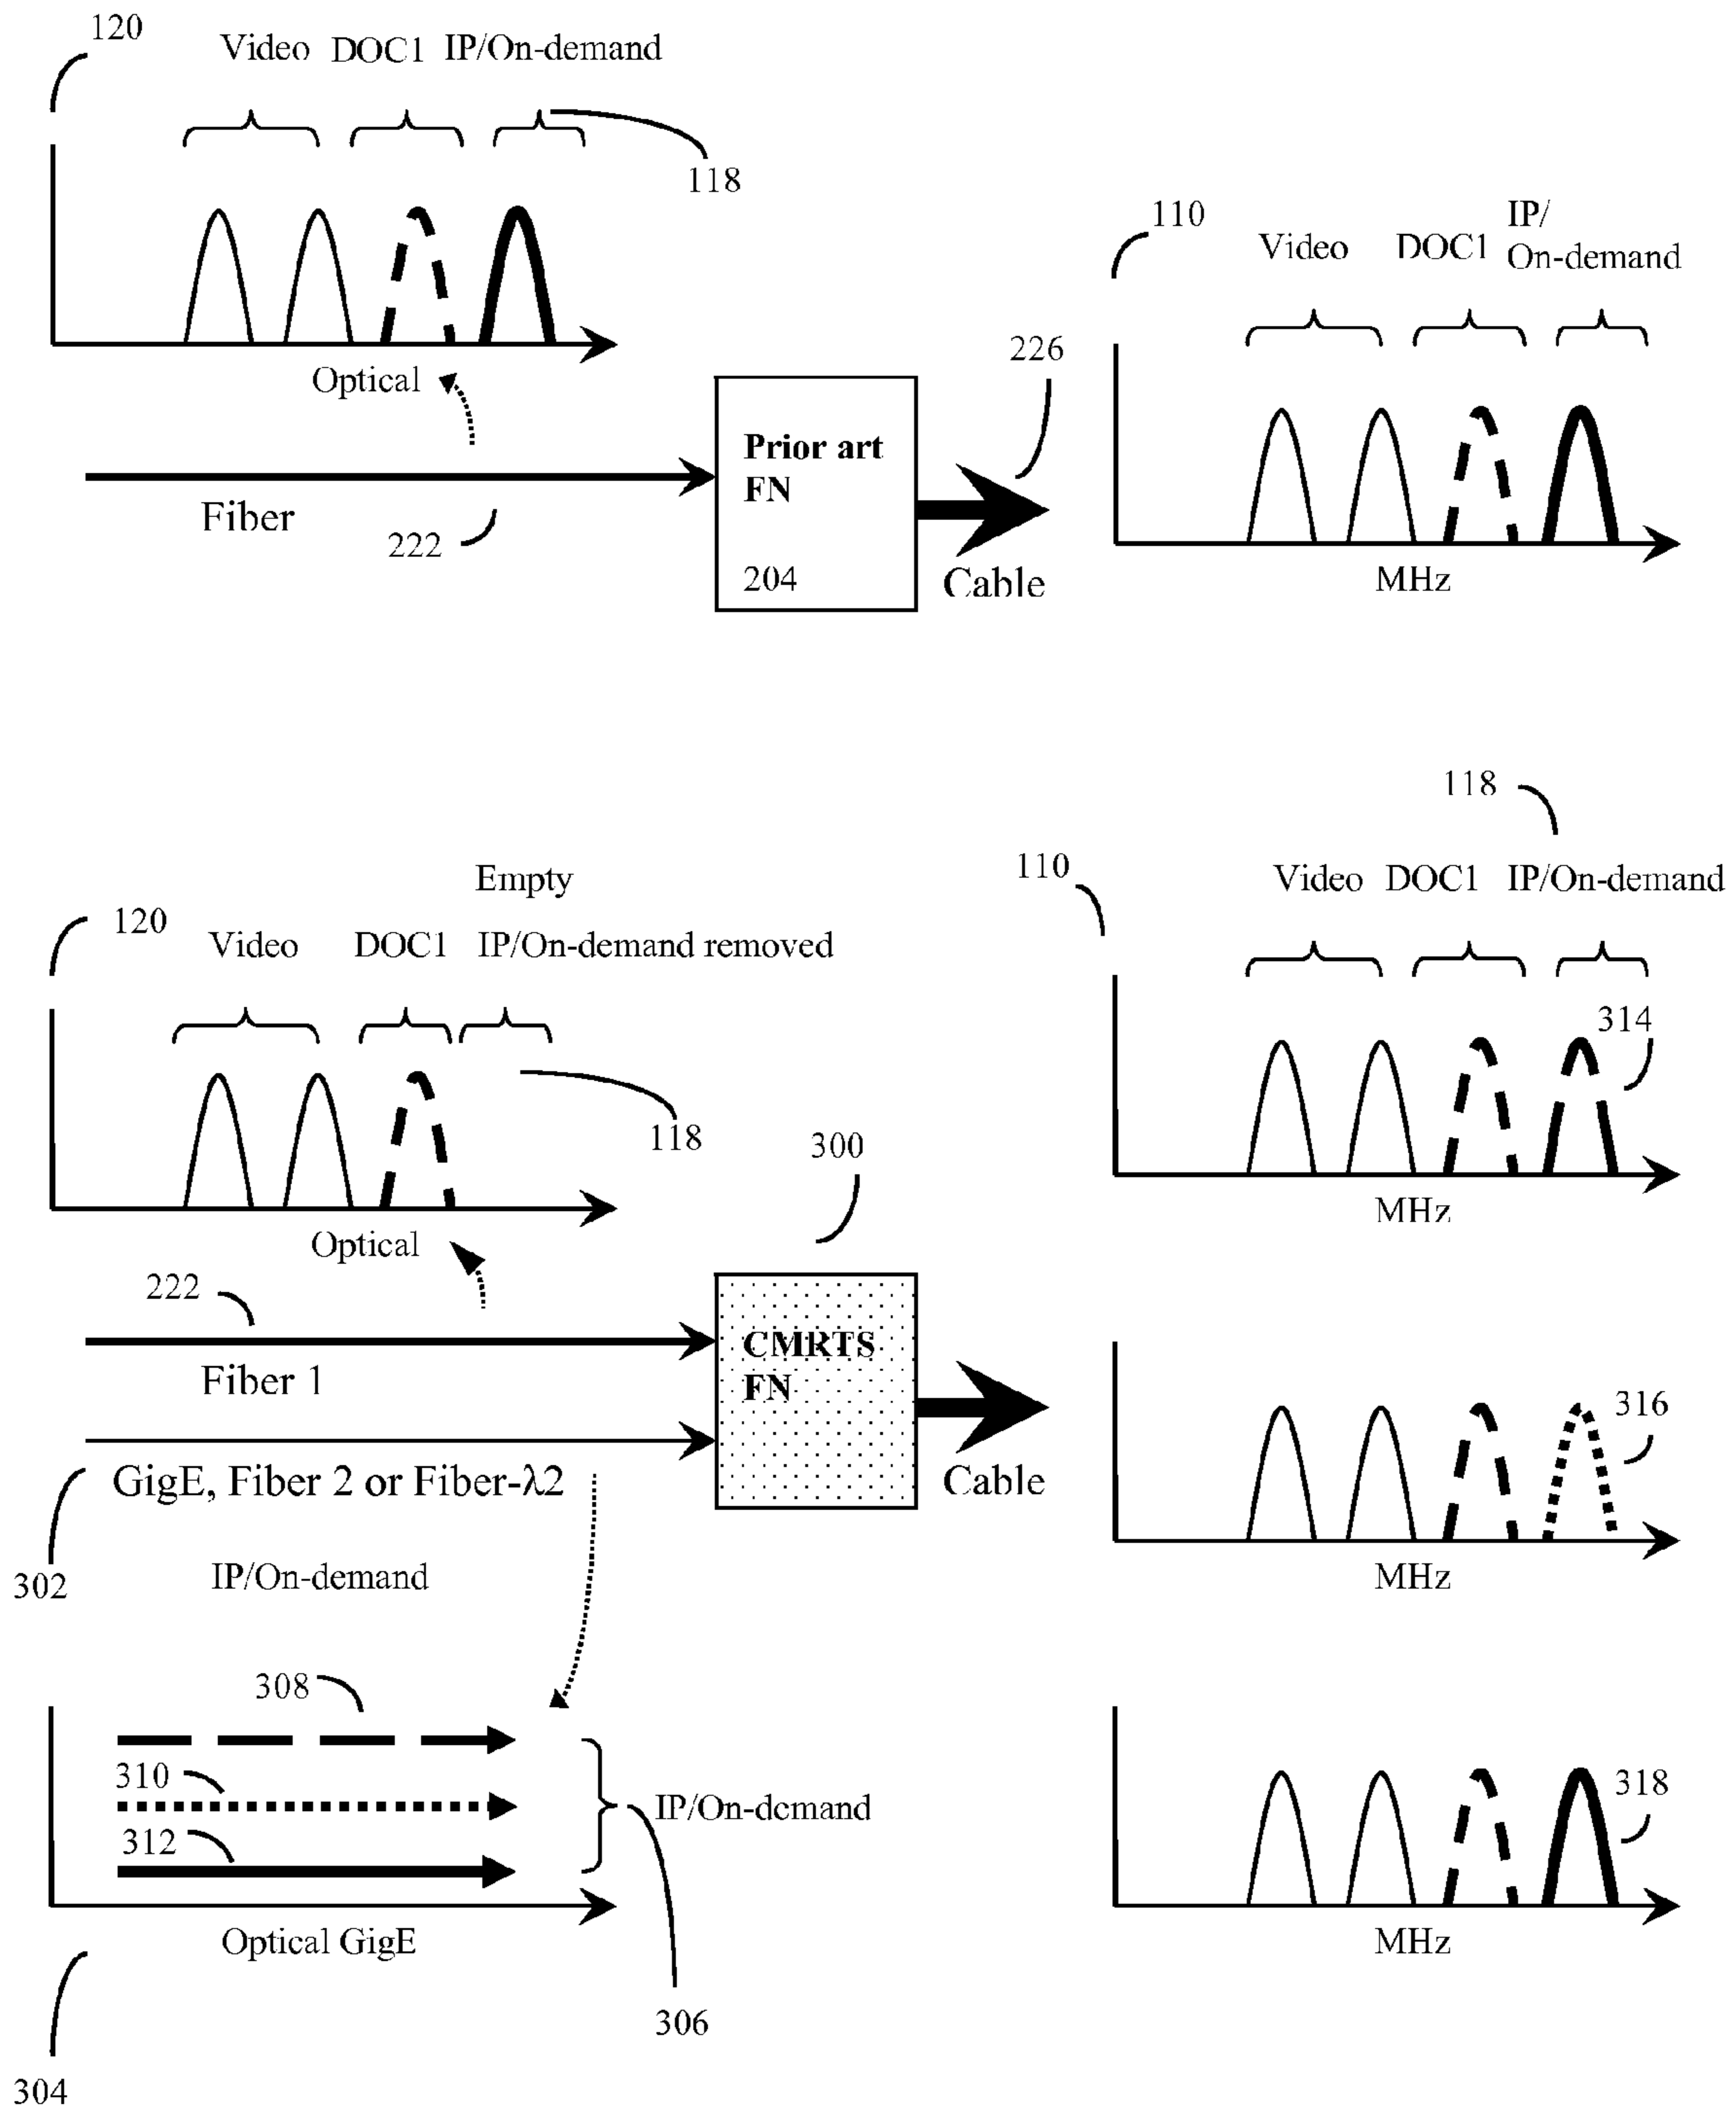 120
Video DOC1 IP/On-demand
118
110
Video DOC1 IP/
On-demand
Optical
226
Prior art
FN
204
Fiber
222
Cable
MHz
118
110
Empty
Video DOC1 IP/On-demand
120
Video DOC1 IP/On-demand removed
314
118
300
MHz
Optical
222
CMRTS
FN
Fiber 1
316
GigE, Fiber 2 or Fiber-λ2
Cable
302
IP/On-demand
MHz
308
310
IP/On-demand
318
312
Optical GigE
MHz
306
304